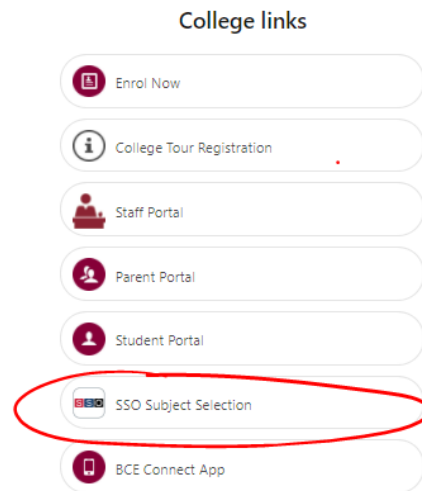 College links
Enrol Now
College Tour Registration
Staff Portal
Parent Portal
Student Portal
SSO SSO Subject Selection
BCE Connect App